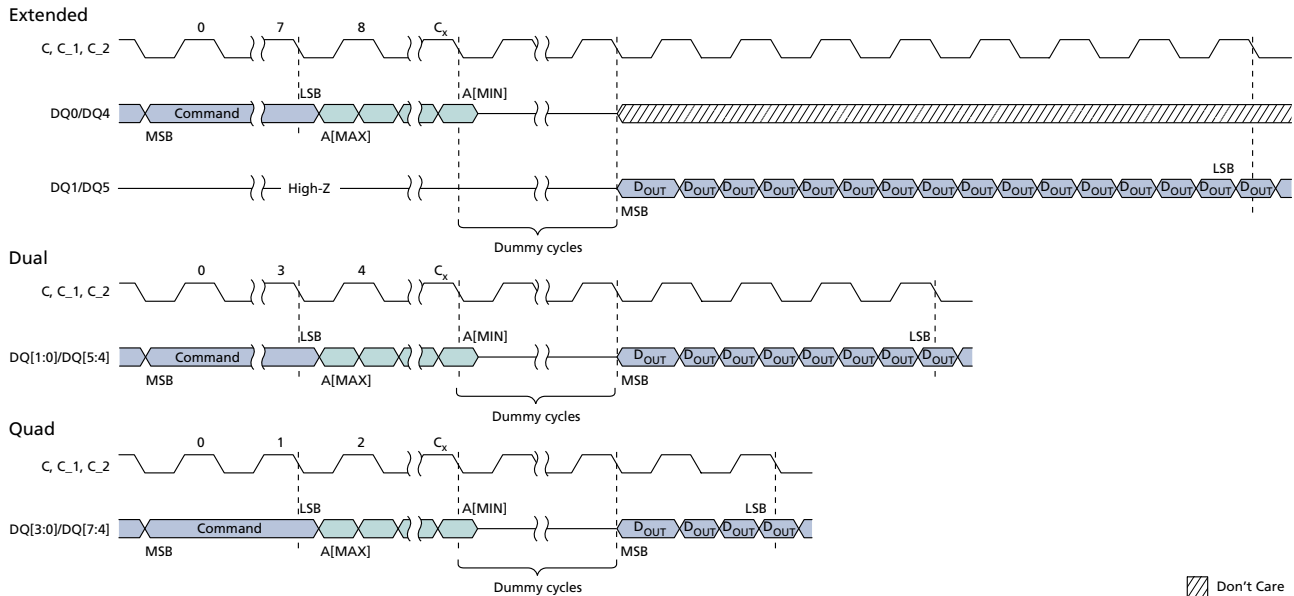 Extended
0 7 8 Cx
C, C_1, C_2
LSB A[MIN]
DQ0/DQ4 Command
MSB A[MAX]
LSB
DQ1/DQ5 High-Z DOUT DOUT DOUT DOUT DOUT DOUT DOUT DOUT DOUT DOUT DOUT DOUT DOUT DOUT DOUT DOUT
MSB
Dummy cycles
Dual
0 3 4 Cx
C, C_1, C_2
LSB A[MIN] LSB
DQ[1:0]/DQ[5:4] Command DOUT DOUT DOUT DOUT DOUT DOUT DOUT DOUT
MSB A[MAX] MSB
Dummy cycles
Quad
0 1 2 Cx
C, C_1, C_2
LSB A[MIN] LSB
DQ[3:0]/DQ[7:4] Command DOUT DOUT DOUT DOUT
MSB A[MAX] MSB
Dummy cycles
Don't Care